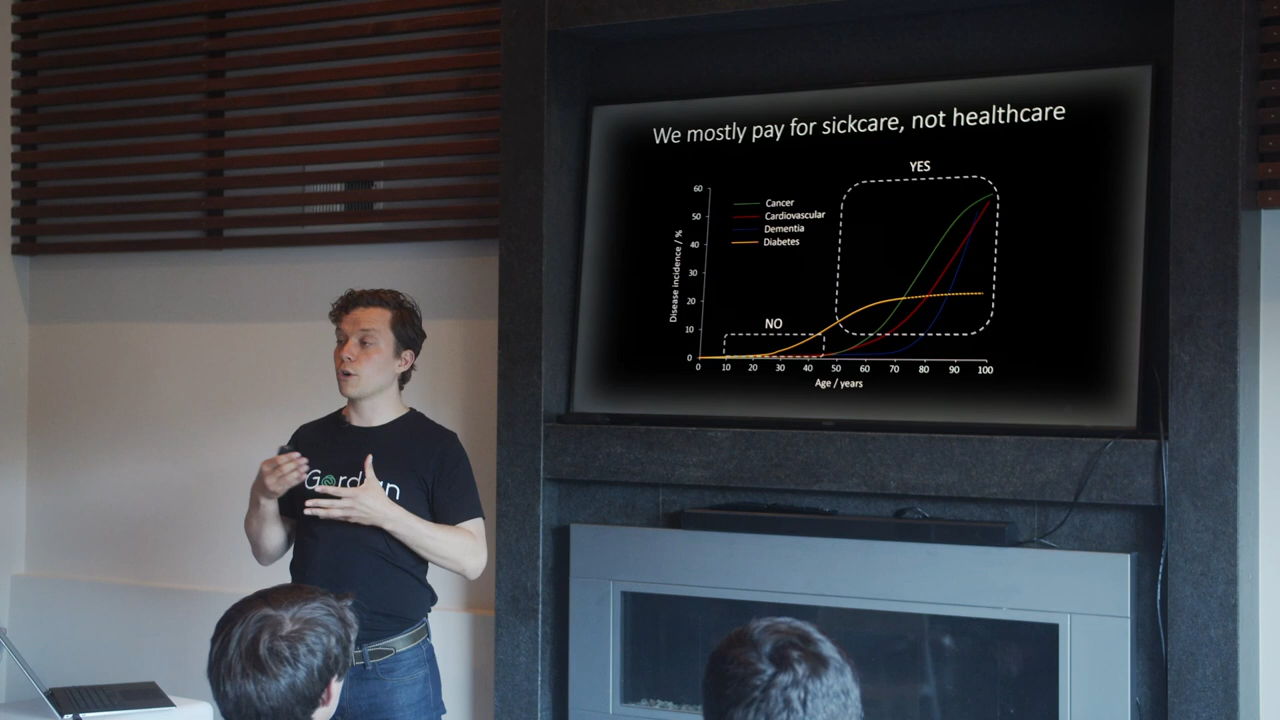 We mostly pay for sickcare, not healthcare
YES
60
50
40
30
20
10
0
Disease incidence / %
Cancer
Cardiovascular
Dementia
Diabetes
NO
0 10 20 30 40 50 60 70 80 90 100
Age / years